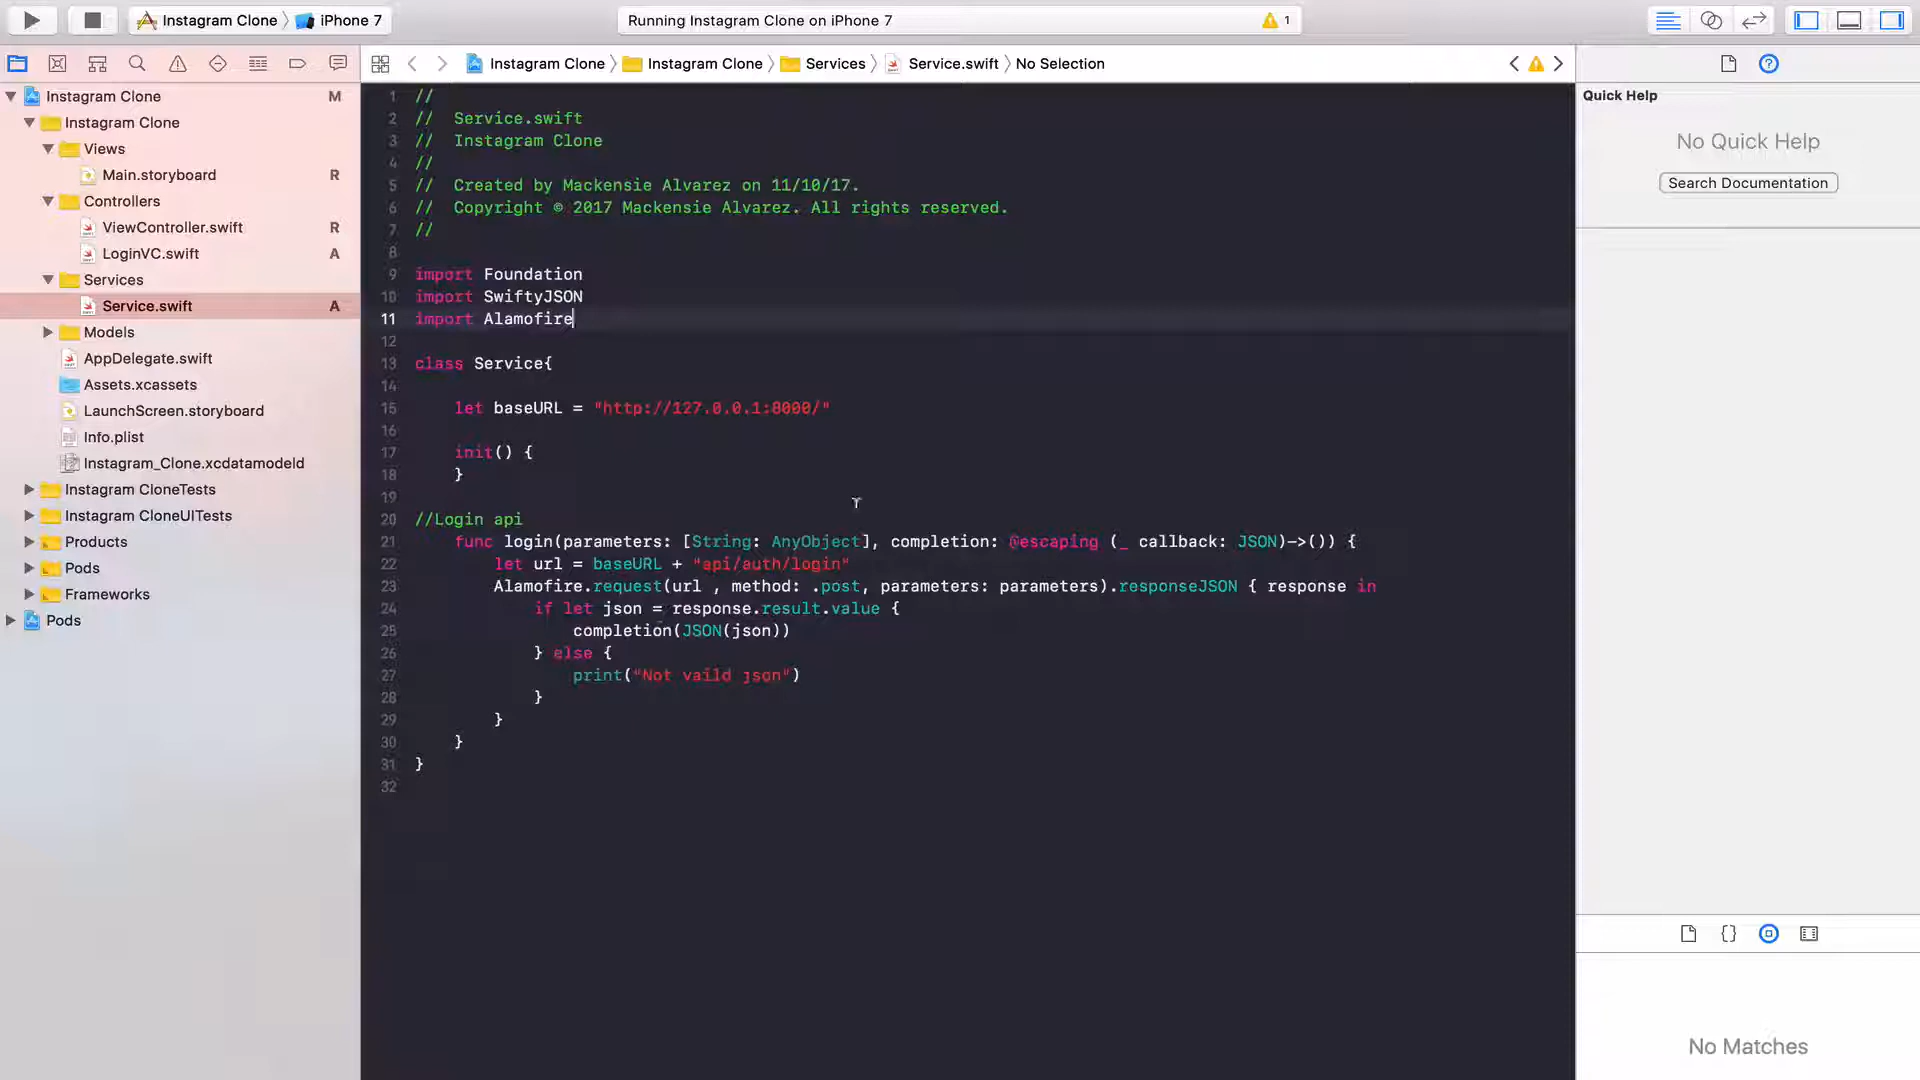 Instagram Clone iPhone 7
Running Instagram Clone on iPhone 7
1
Instagram Clone Instagram Clone Services Service.swift No Selection
Instagram Clone M
Instagram Clone
Views
Main.storyboard R
Controllers
ViewController.swift R
LoginVC.swift A
Services
Service.swift A
Models
AppDelegate.swift
Assets.xcassets
LaunchScreen.storyboard
Info.plist
Instagram_Clone.xcdatamodeld
Instagram CloneTests
Instagram CloneUITests
Products
Pods
Frameworks
Pods
1 //
2 //  Service.swift
3 //  Instagram Clone
4 //
5 //  Created by Mackensie Alvarez on 11/10/17.
6 //  Copyright © 2017 Mackensie Alvarez. All rights reserved.
7 //
8
9 import Foundation
10 import SwiftyJSON
11 import Alamofire
12
13 class Service{
14
15     let baseURL = "http://127.0.0.1:8000/"
16
17     init() {
18     }
19
20 //Login api
21     func login(parameters: [String: AnyObject], completion: @escaping (_ callback: JSON)->()) {
22         let url = baseURL + "api/auth/login"
23         Alamofire.request(url , method: .post, parameters: parameters).responseJSON { response in
24             if let json = response.result.value {
25                 completion(JSON(json))
26             } else {
27                 print("Not vaild json")
28             }
29         }
30     }
31 }
32
Quick Help
No Quick Help
Search Documentation
No Matches